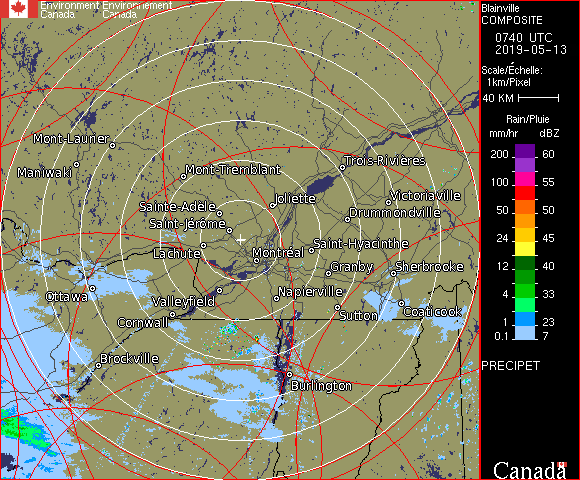 Environment Environnement
Canada Canada
Blainville
COMPOSITE
0740 UTC
2019-05-13
Scale/Échelle:
1km/Pixel
40 KM
Rain/Pluie
mm/hr dBZ
200 60
100 55
50 50
24 45
12 40
4 33
1 23
0.1 7
PRECIPET
Canada
Mont-Laurier
Maniwaki
Mont-Tremblant
Trois-Rivières
Sainte-Adèle
Joliette
Victoriaville
Drummondville
Saint-Jérôme
Lachute
Montréal
Saint-Hyacinthe
Granby
Sherbrooke
Ottawa
Valleyfield
Napierville
Cornwall
Sutton
Coaticook
Brockville
Burlington